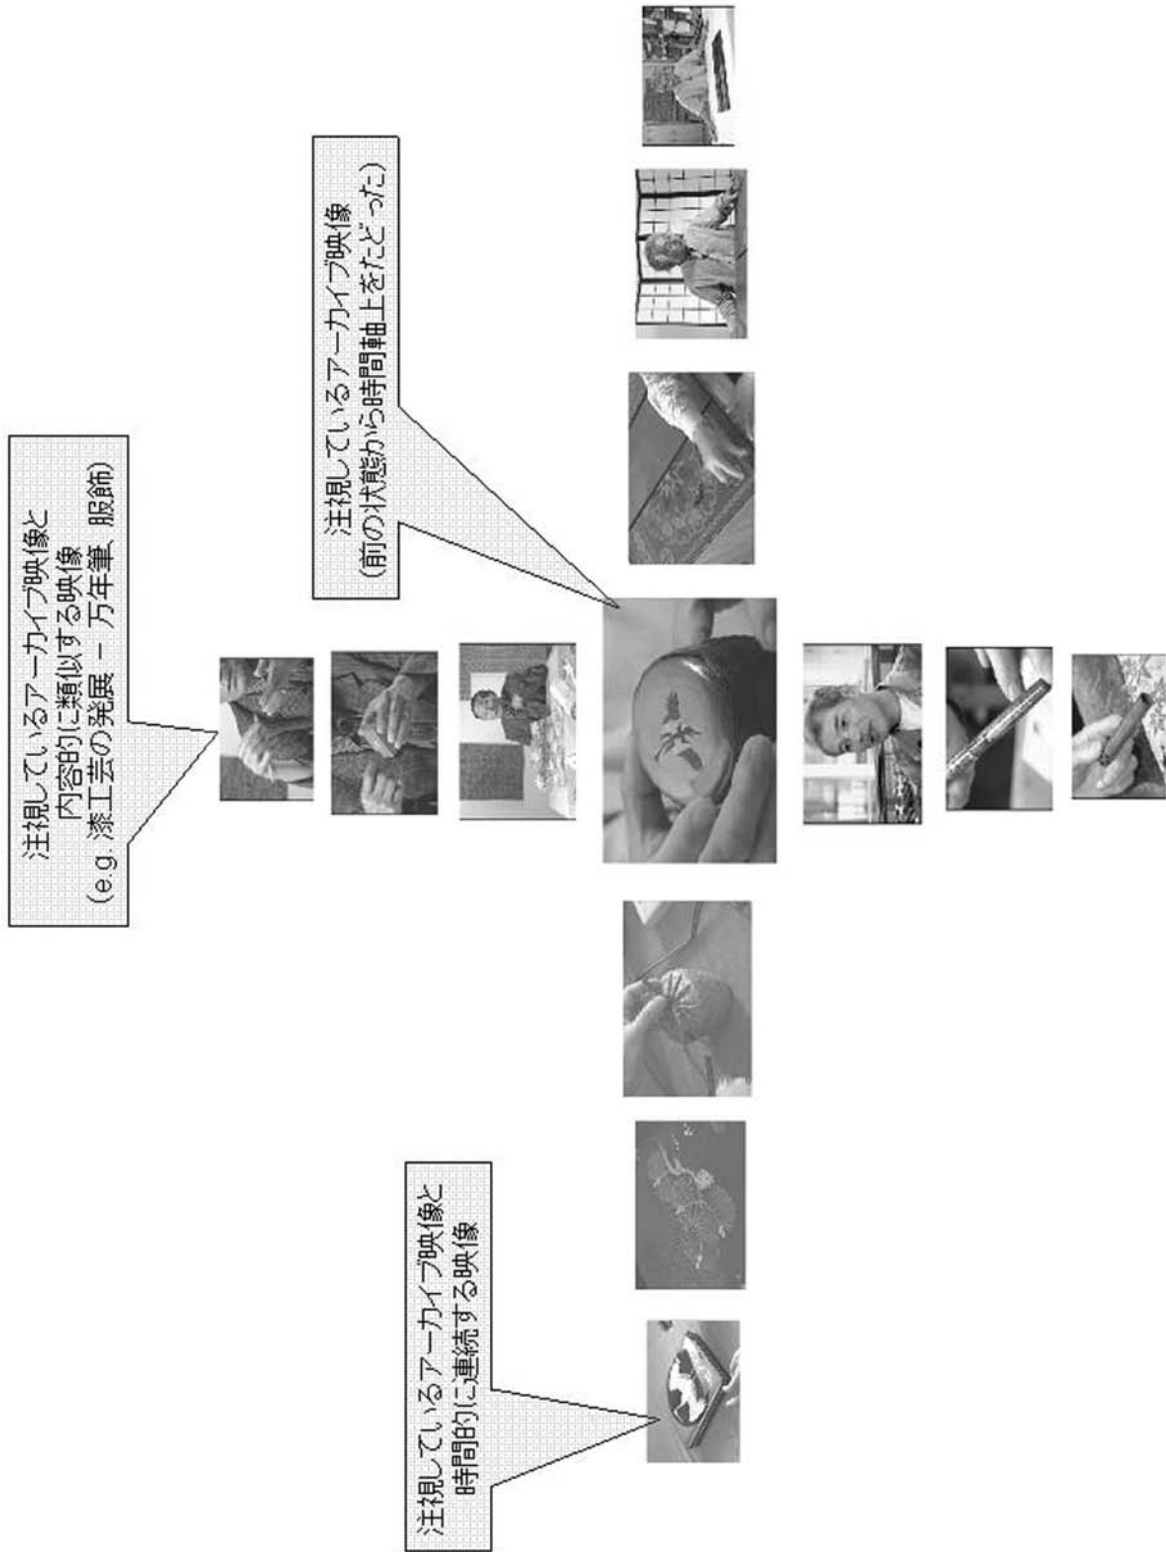 注視しているアーカイブ映像と
内容的に類似する映像
(e.g. 漆工芸の発展 － 万年筆、服飾)
注視しているアーカイブ映像
(前の状態から時間軸上をたどった)
注視しているアーカイブ映像と
時間的に連続する映像